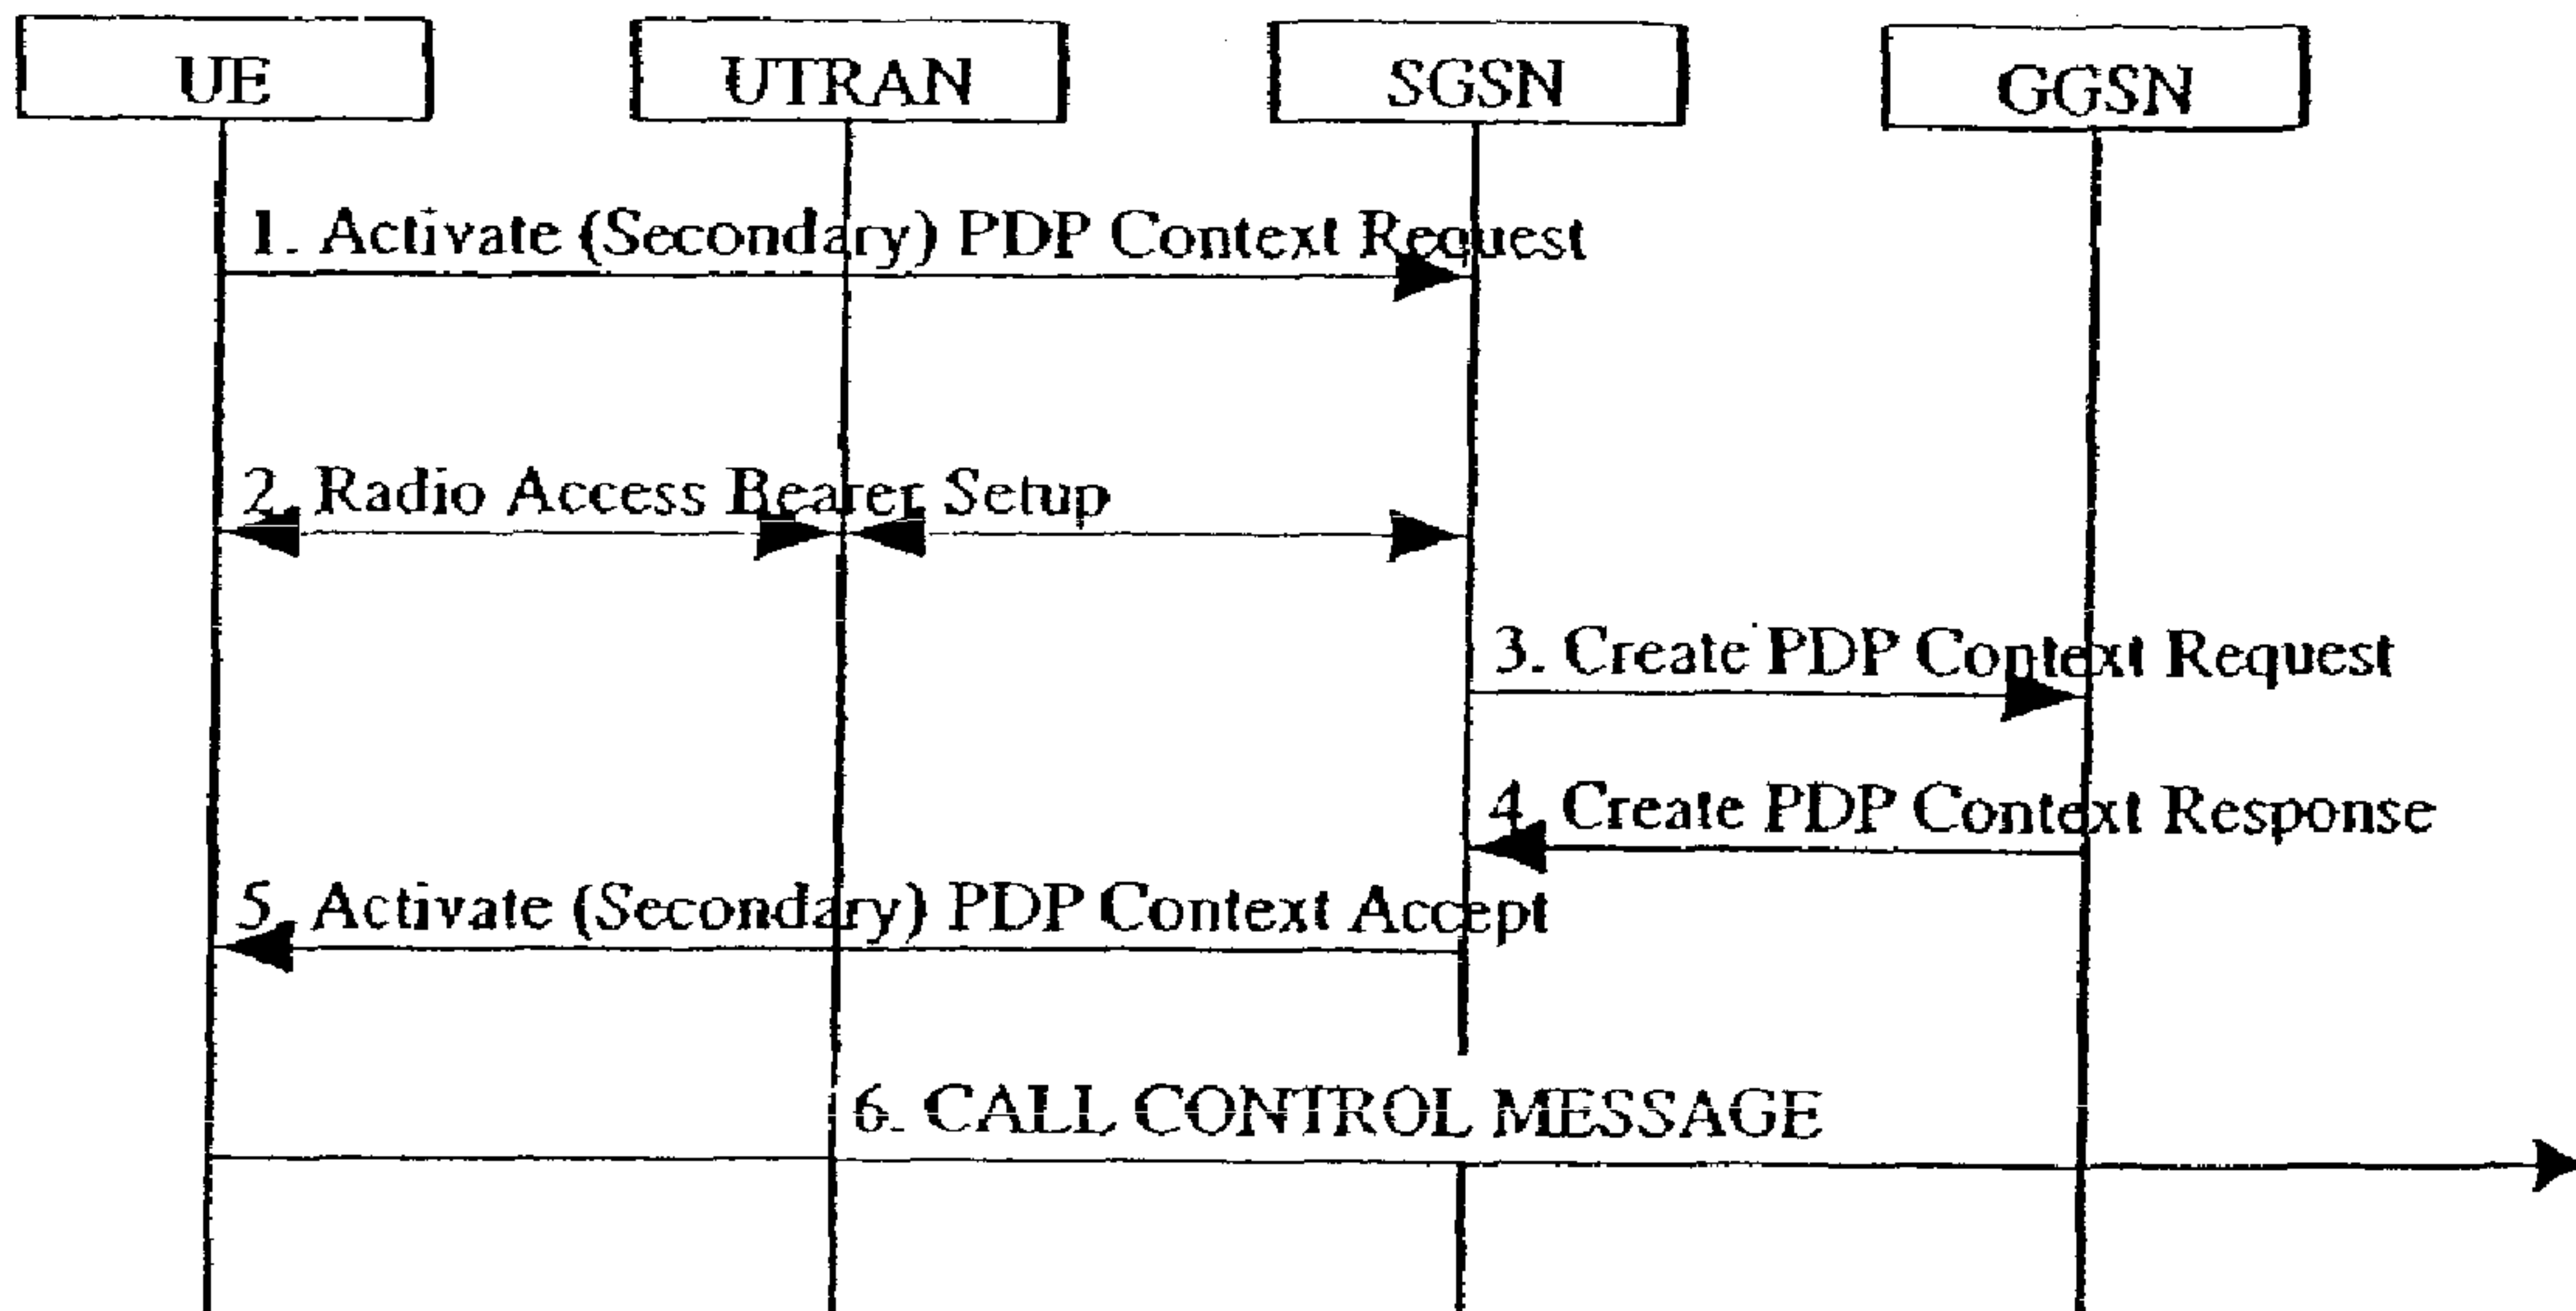 UE
UTRAN
SGSN
GGSN
1. Activate (Secondary) PDP Context Request
2. Radio Access Bearer Setup
3. Create PDP Context Request
4. Create PDP Context Response
5. Activate (Secondary) PDP Context Accept
6. CALL CONTROL MESSAGE